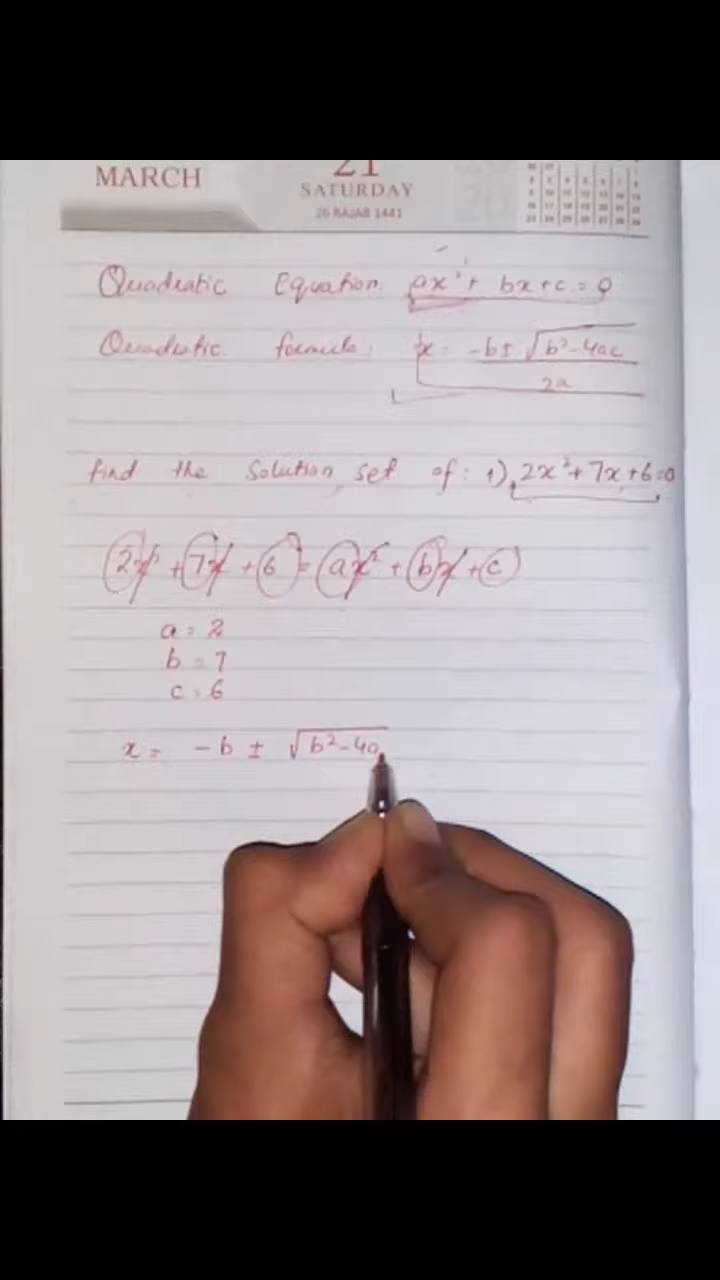 MARCH
21
SATURDAY
26 RAJAB 1441
Quadratic Equation: ax² + bx + c = 0
Quadratic formula: x = -b ± √b²-4ac
2a
find the Solution set of: 1) 2x² + 7x + 6 = 0
2x² + 7x + 6 = ax² + bx + c
a = 2
b = 7
c = 6
x = -b ± √b²-4a